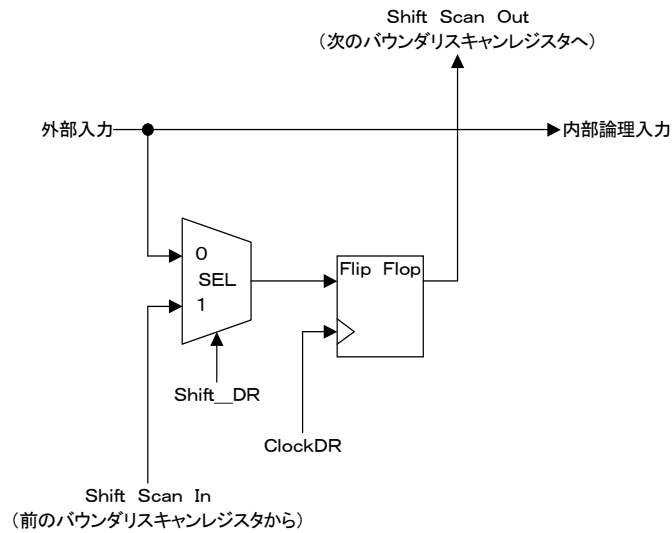 Shift Scan Out
（次のバウンダリスキャンレジスタへ）
外部入力
内部論理入力
0
SEL
1
Flip Flop
Shift__DR
ClockDR
Shift Scan In
（前のバウンダリスキャンレジスタから）